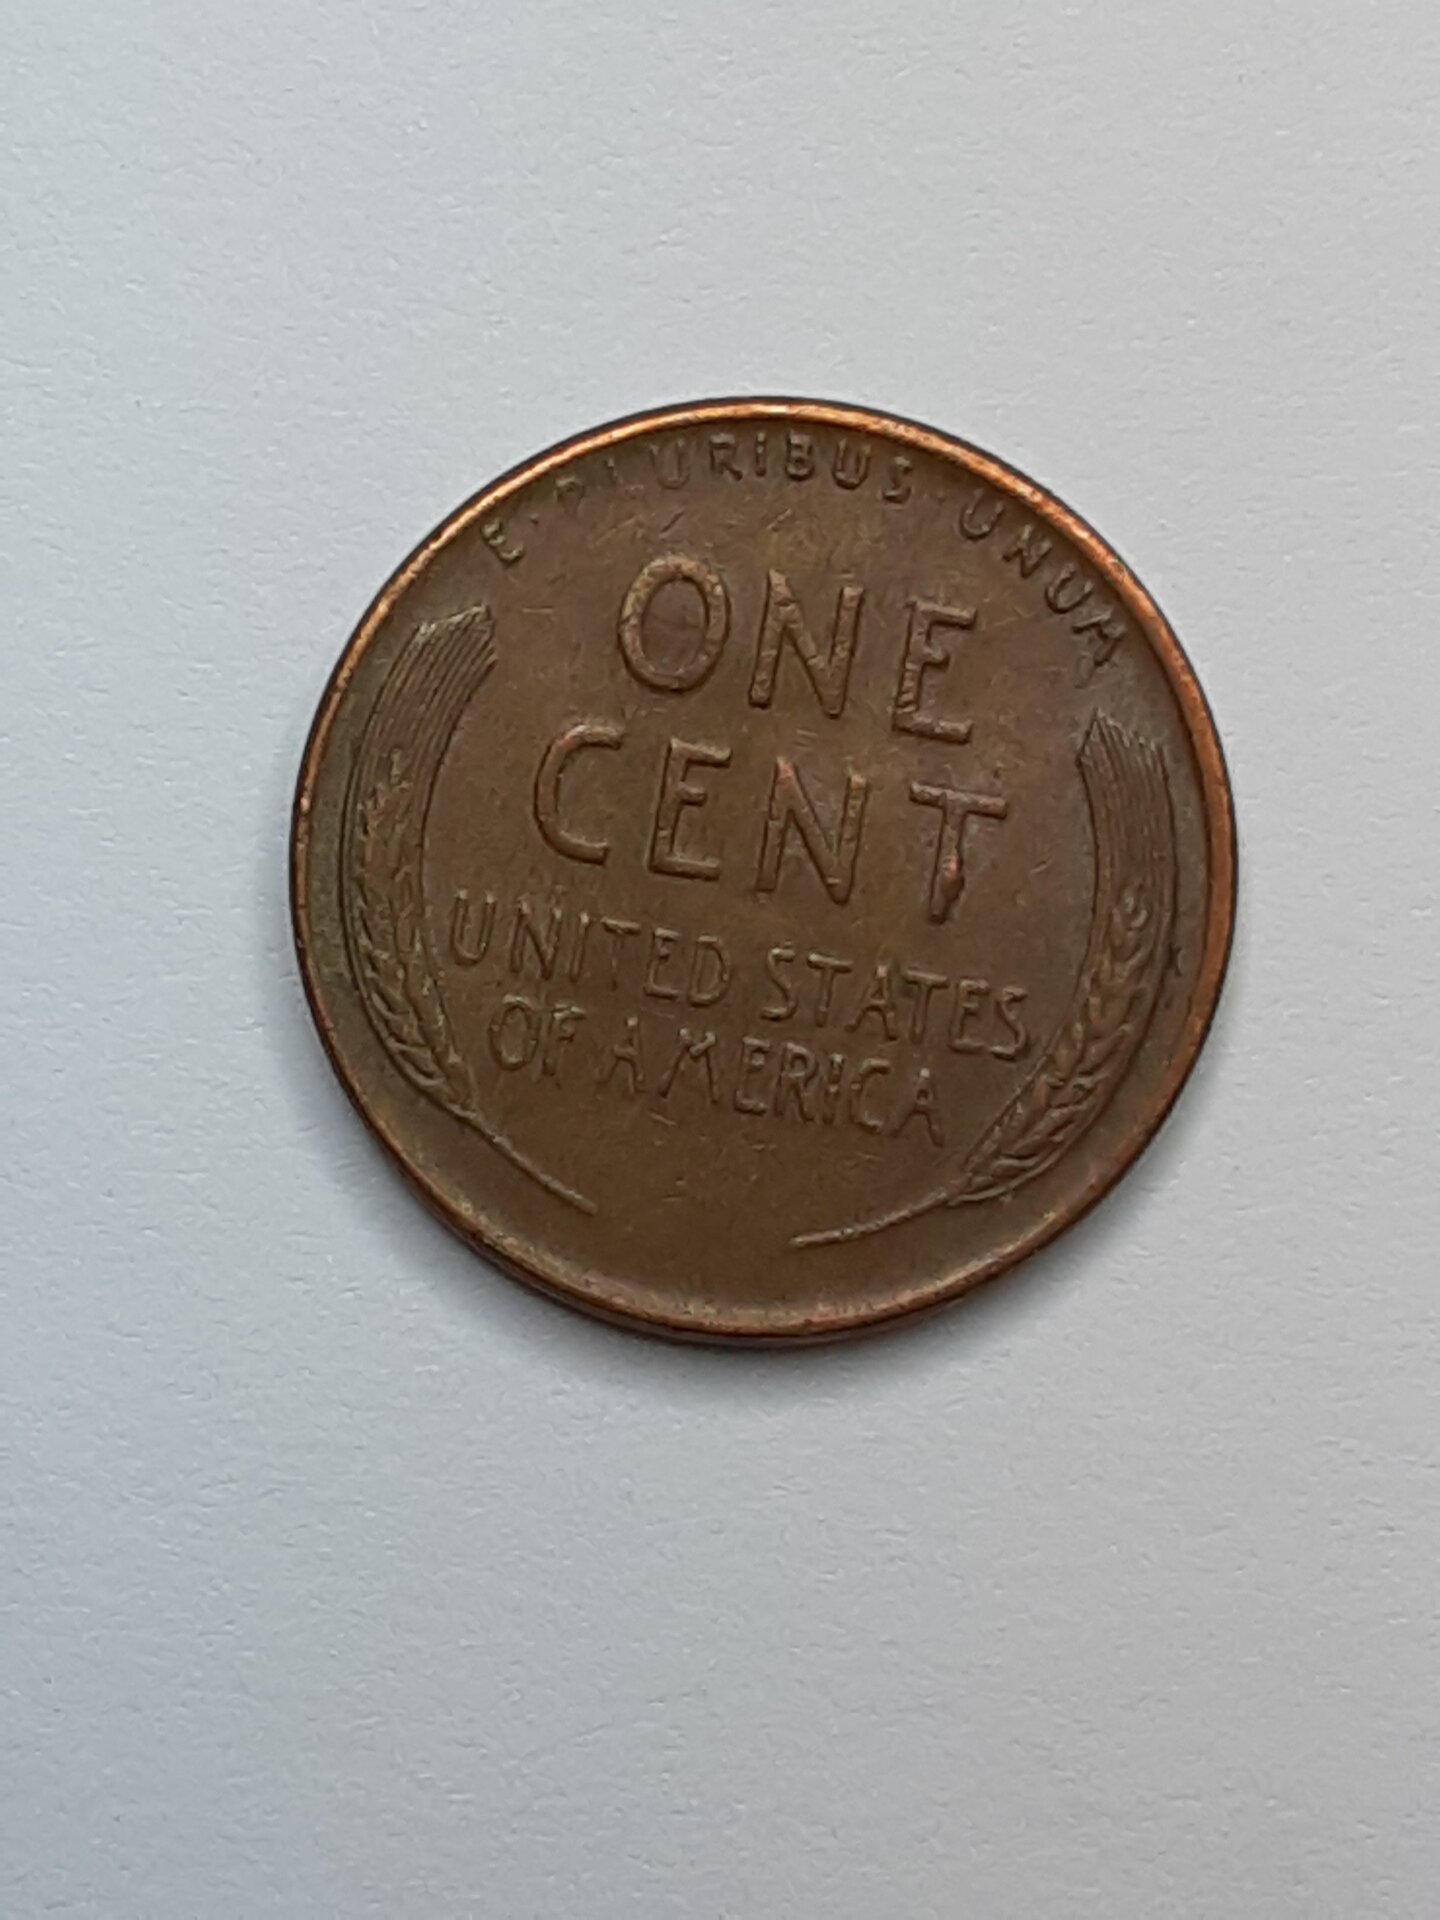 E·PLURIBUS·UNUM
ONE
CENT
UNITED STATES
OF AMERICA